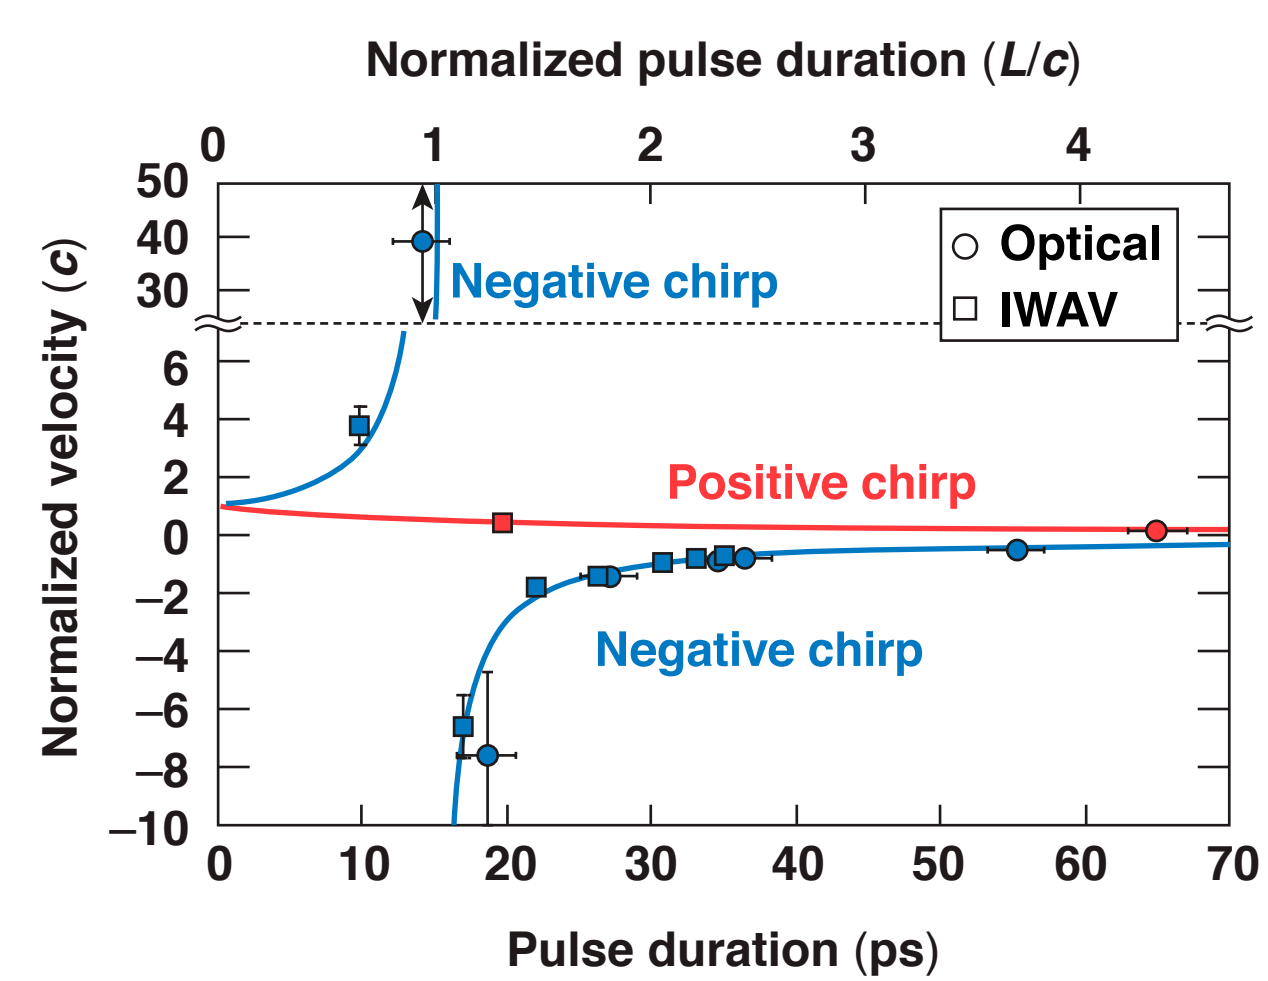 Normalized pulse duration (L/c)
0 1 2 3 4
50
40
30
6
4
2
0
–2
–4
–6
–8
–10
Normalized velocity (c)
Optical
IWAV
Negative chirp
Positive chirp
Negative chirp
0 10 20 30 40 50 60 70
Pulse duration (ps)